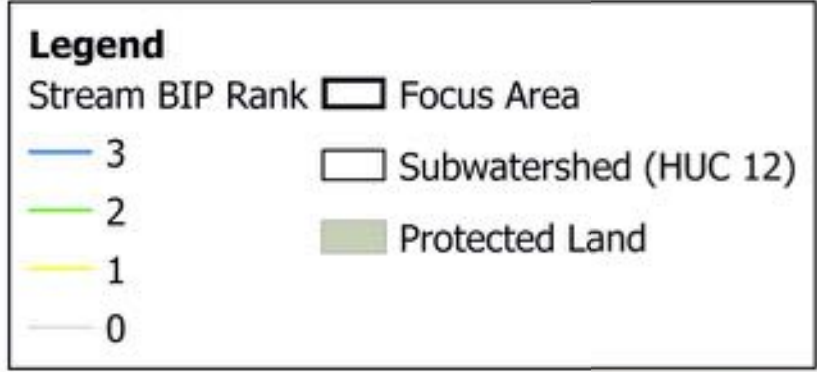 Legend
Stream BIP Rank
3
2
1
0
Focus Area
Subwatershed (HUC 12)
Protected Land